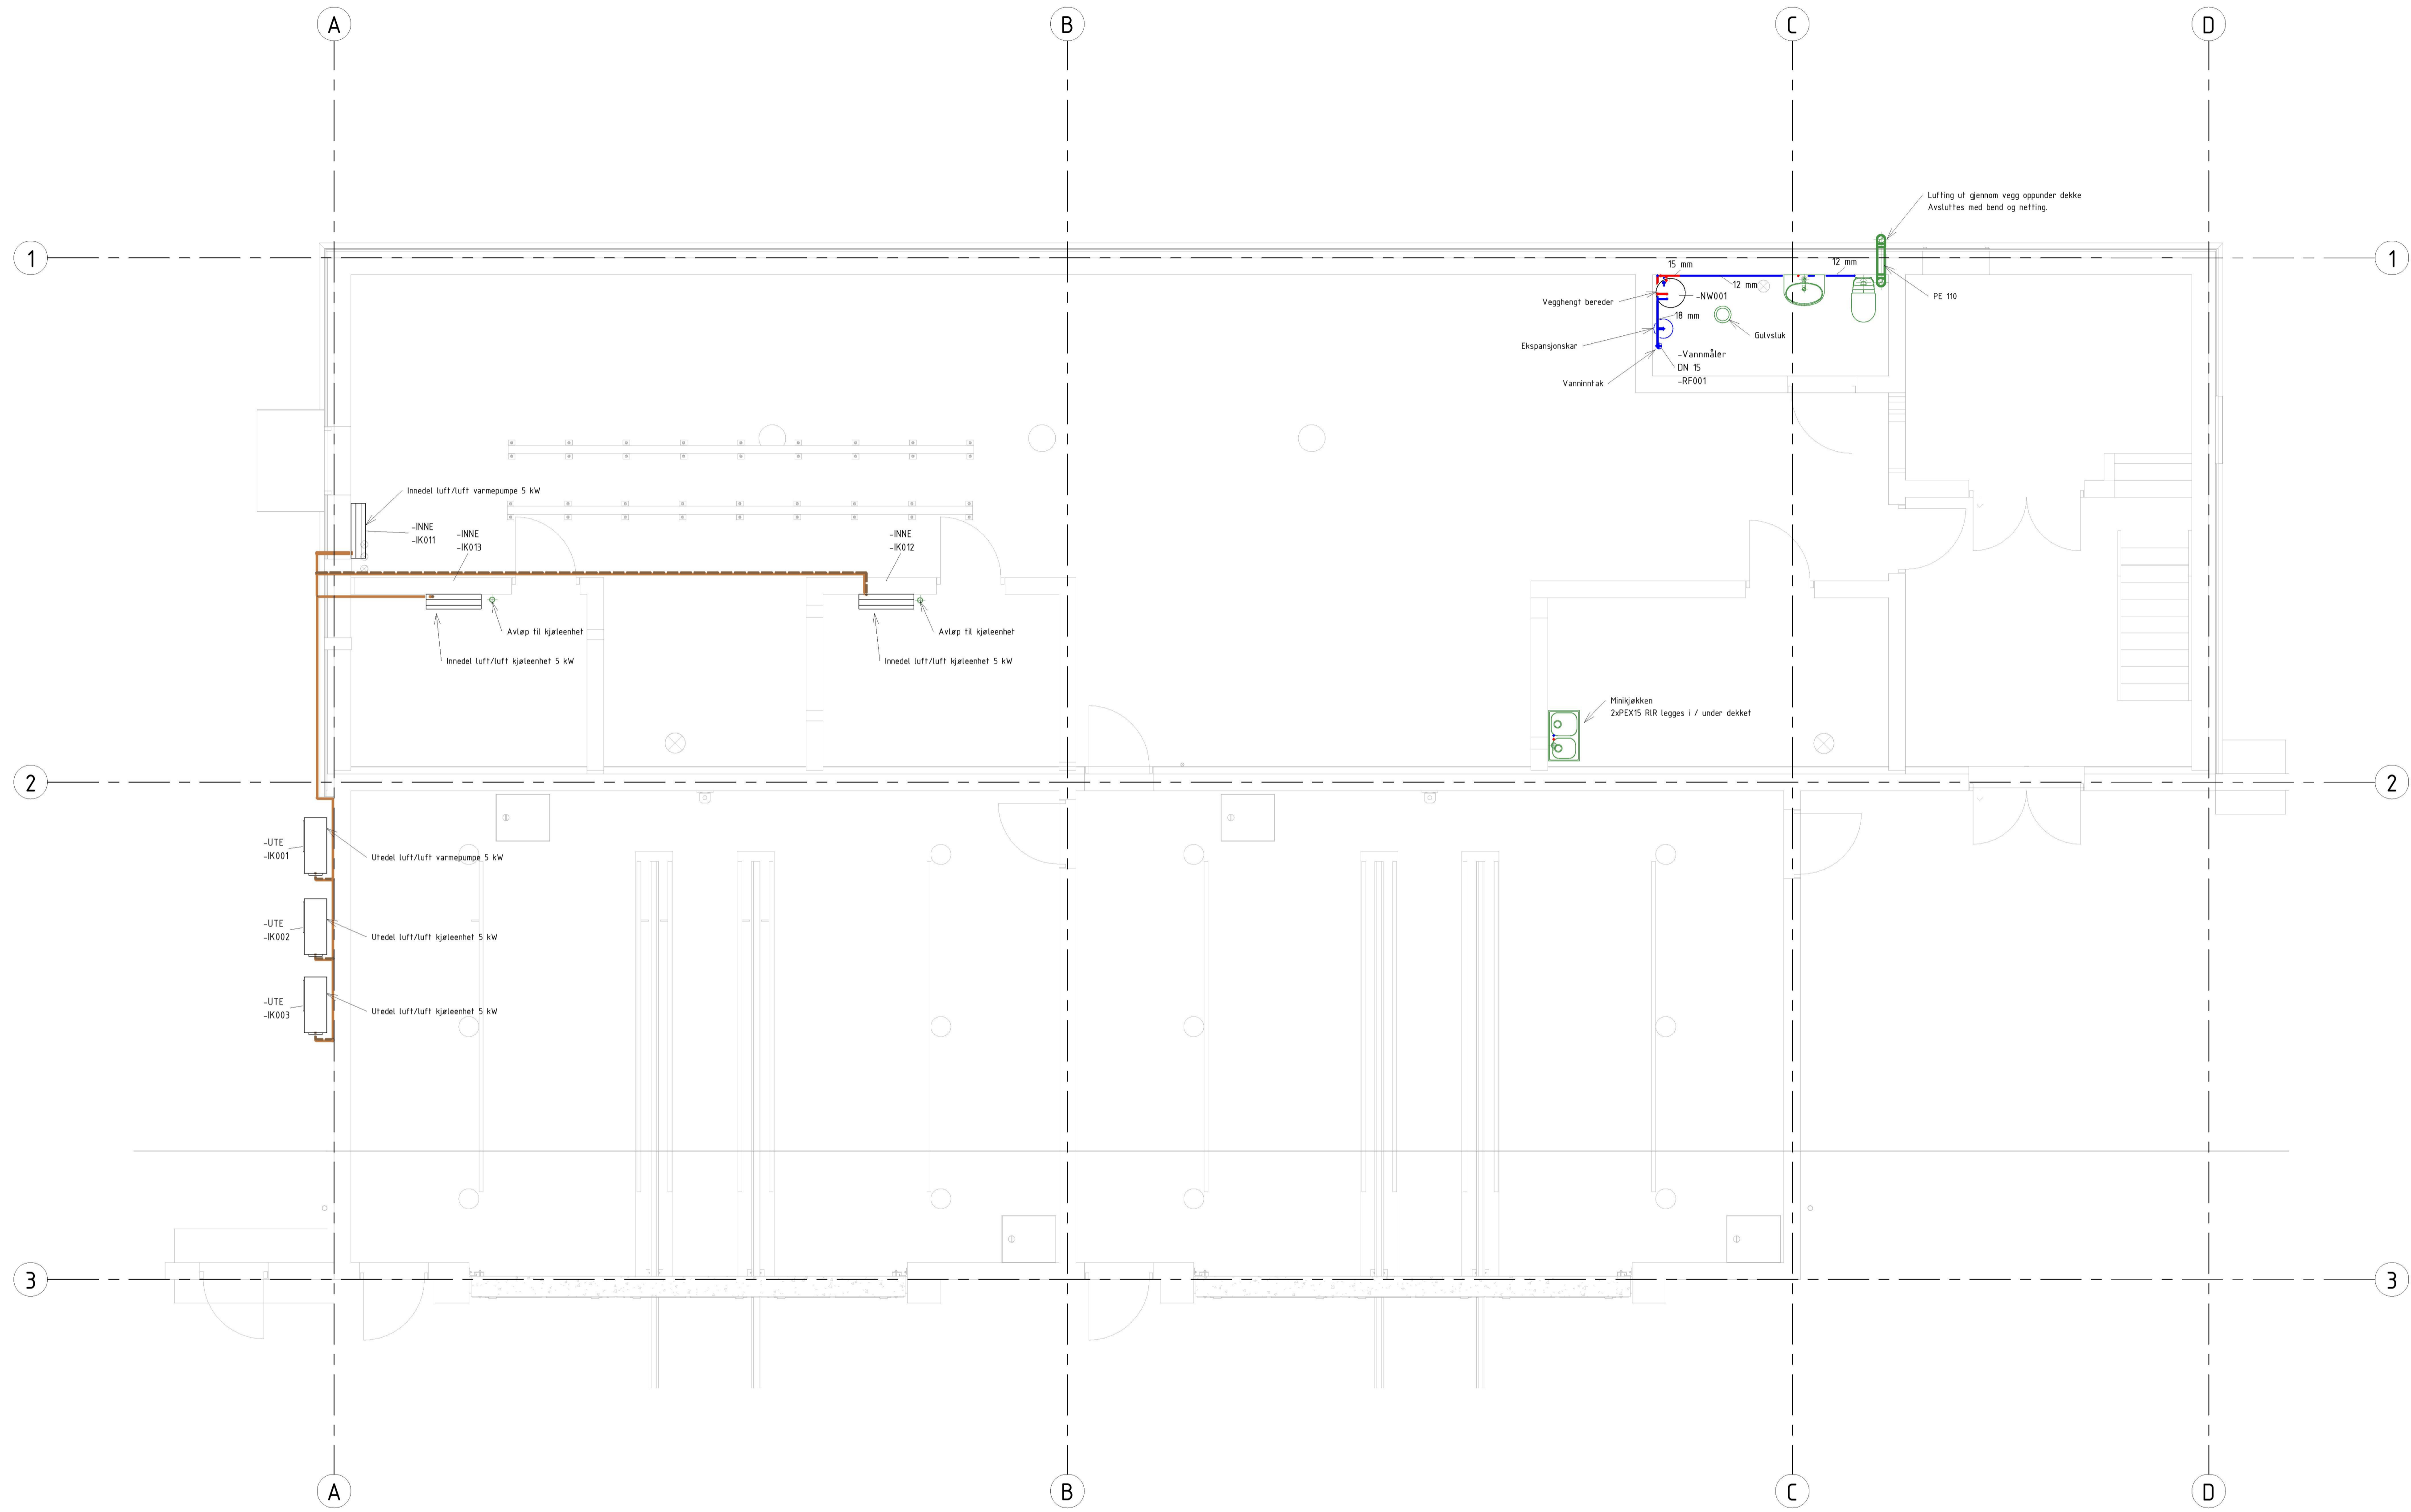 A
B
C
D
Lufting ut gjennom vegg oppunder dekke
Avsluttes med bend og netting.
1
1
15 mm
12 mm
12 mm
-NW001
PE 110
Vegghengt bereder
18 mm
Gulvsluk
Ekspansjonskar
-Vannmåler
DN 15
-RF001
Vanninntak
Innedel luft/luft varmepumpe 5 kW
-INNE
-IK011
-INNE
-IK013
-INNE
-IK012
Avløp til kjøleenhet
Avløp til kjøleenhet
Innedel luft/luft kjøleenhet 5 kW
Innedel luft/luft kjøleenhet 5 kW
Minikjøkken
2xPEX15 RIR legges i / under dekket
2
2
-UTE
-IK001
Utedel luft/luft varmepumpe 5 kW
-UTE
-IK002
Utedel luft/luft kjøleenhet 5 kW
-UTE
-IK003
Utedel luft/luft kjøleenhet 5 kW
3
3
A
B
C
D